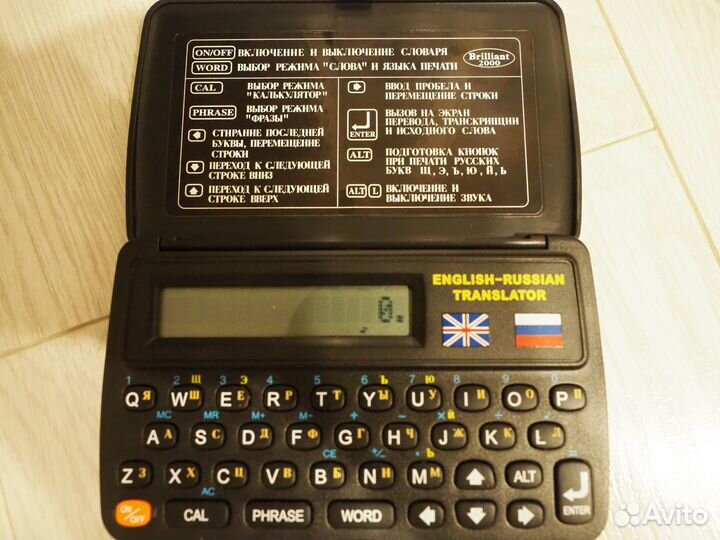 ON/OFF ВКЛЮЧЕНИЕ И ВЫКЛЮЧЕНИЕ СЛОВАРЯ
WORD ВЫБОР РЕЖИМА "СЛОВА" И ЯЗЫКА ПЕЧАТИ
Brilliant
2000
CAL ВЫБОР РЕЖИМА
"КАЛЬКУЛЯТОР"
PHRASE ВЫБОР РЕЖИМА
"ФРАЗЫ"
СТИРАНИЕ ПОСЛЕДНЕЙ
БУКВЫ, ПЕРЕМЕЩЕНИЕ
СТРОКИ
ПЕРЕХОД К СЛЕДУЮЩЕЙ
СТРОКЕ ВНИЗ
ПЕРЕХОД К СЛЕДУЮЩЕЙ
СТРОКЕ ВВЕРХ
ВВОД ПРОБЕЛА И
ПЕРЕМЕЩЕНИЕ СТРОКИ
ENTER ВЫЗОВ НА ЭКРАН
ПЕРЕВОДА, ТРАНСКРИПЦИИ
И ИСХОДНОГО СЛОВА
ALT ПОДГОТОВКА КНОПОК
ПРИ ПЕЧАТИ РУССКИХ
БУКВ Щ, Э, Ъ, Ю, Й, Ь
ALT L ВКЛЮЧЕНИЕ И
ВЫКЛЮЧЕНИЕ ЗВУКА
ENGLISH-RUSSIAN
TRANSLATOR
0.
1 2 Щ 3 Э 4 5 6 Ъ 7 Ю 8 9 0
Q Я W Ш E Е R Р T Т Y Ы U У I И O О P П
MC MR M+ M- + - × Й ÷ =
A А S С D Д F Ф G Г H Ч J Ж K К L Л
CE +/- . Ь =
Z З X Х C Ц V В B Б N Н M М ALT ENTER
AC
ON/OFF CAL PHRASE WORD
Avito